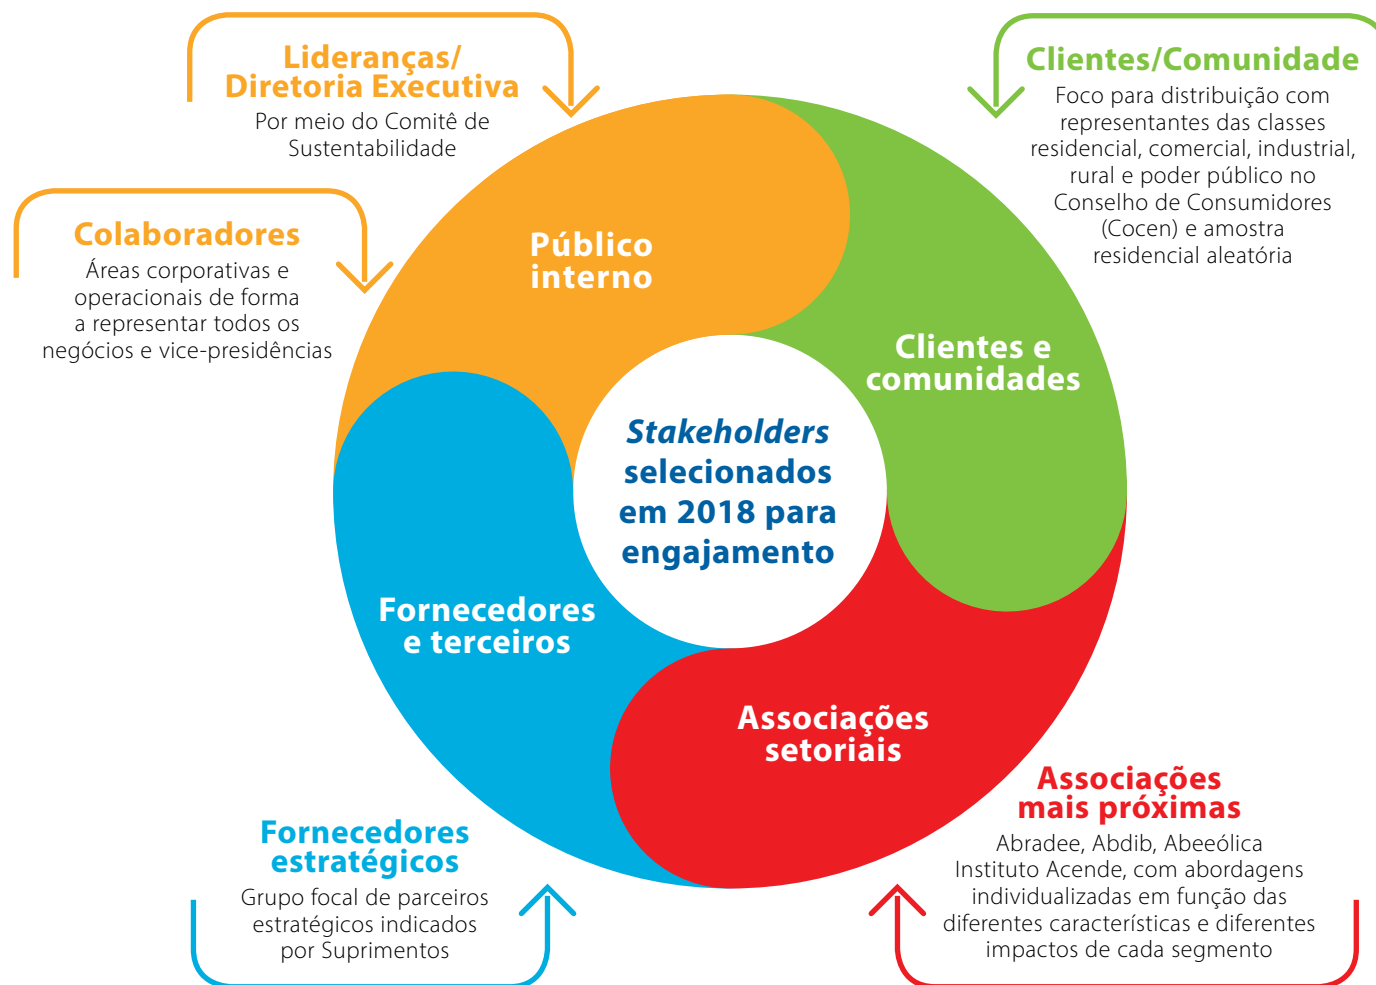 Lideranças/
Diretoria Executiva
Por meio do Comitê de
Sustentabilidade
Clientes/Comunidade
Foco para distribuição com
representantes das classes
residencial, comercial, industrial,
rural e poder público no
Conselho de Consumidores
(Cocen) e amostra
residencial aleatória
Colaboradores
Áreas corporativas e
operacionais de forma
a representar todos os
negócios e vice-presidências
Público
interno
Clientes e
comunidades
Stakeholders
selecionados
em 2018 para
engajamento
Fornecedores
e terceiros
Associações
setoriais
Fornecedores
estratégicos
Grupo focal de parceiros
estratégicos indicados
por Suprimentos
Associações
mais próximas
Abradee, Abdib, Abeeólica
Instituto Acende, com abordagens
individualizadas em função das
diferentes características e diferentes
impactos de cada segmento